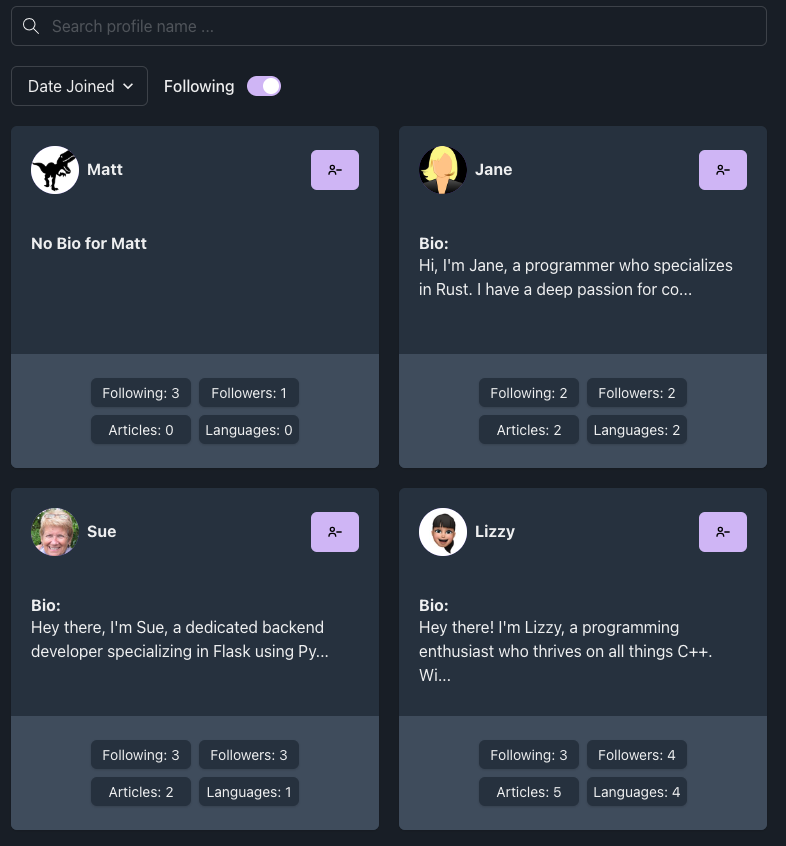 Search profile name ...
Date Joined Following
Matt
No Bio for Matt
Following: 3 Followers: 1
Articles: 0 Languages: 0
Jane
Bio:
Hi, I'm Jane, a programmer who specializes
in Rust. I have a deep passion for co...
Following: 2 Followers: 2
Articles: 2 Languages: 2
Sue
Bio:
Hey there, I'm Sue, a dedicated backend
developer specializing in Flask using Py...
Following: 3 Followers: 3
Articles: 2 Languages: 1
Lizzy
Bio:
Hey there! I'm Lizzy, a programming
enthusiast who thrives on all things C++.
Wi...
Following: 3 Followers: 4
Articles: 5 Languages: 4